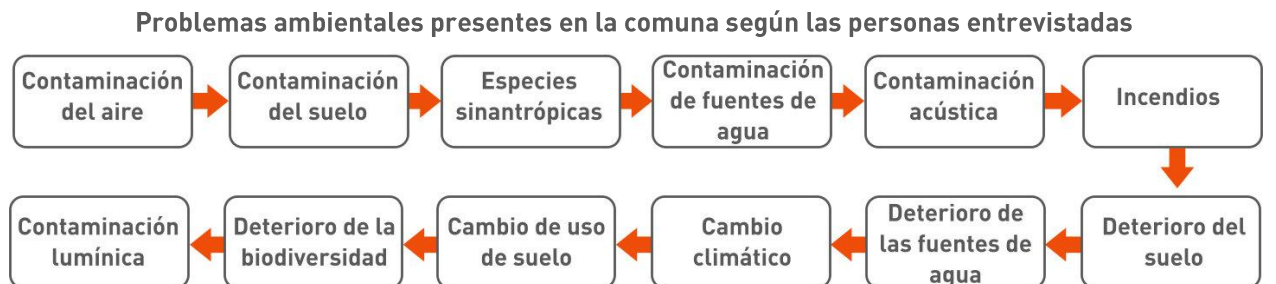 Problemas ambientales presentes en la comuna según las personas entrevistadas
Contaminación
del aire
Contaminación
del suelo
Especies
sinantrópicas
Contaminación
de fuentes de
agua
Contaminación
acústica
Incendios
Deterioro del
suelo
Deterioro de
las fuentes de
agua
Cambio
climático
Cambio de uso
de suelo
Deterioro de la
biodiversidad
Contaminación
lumínica